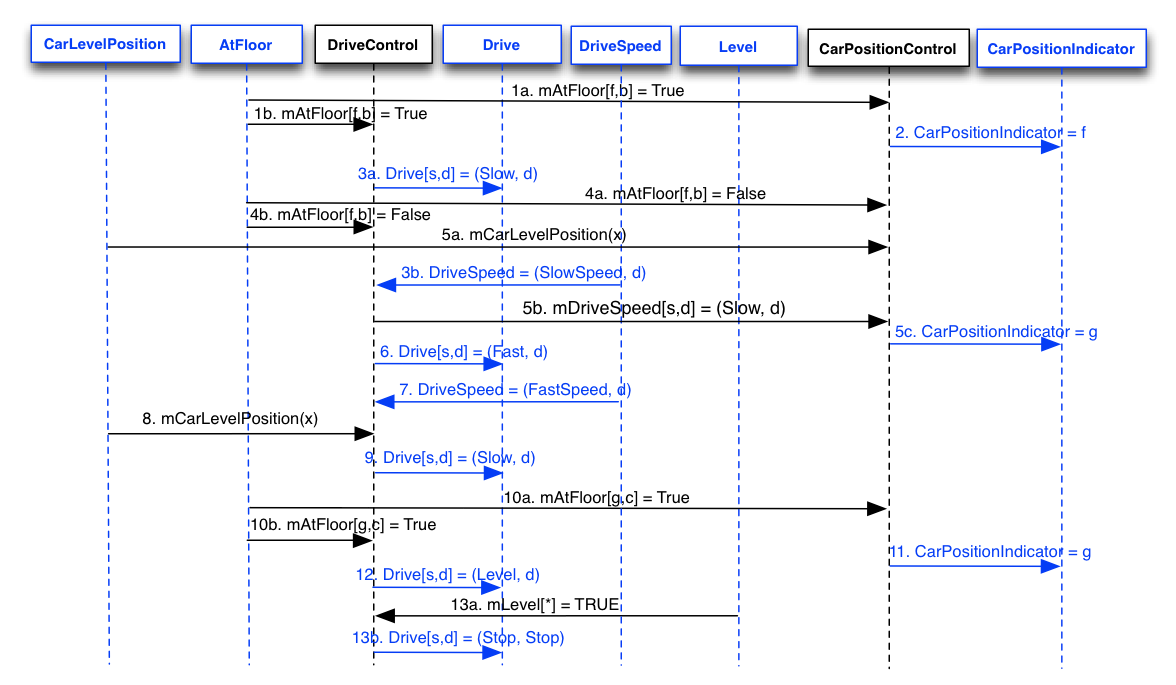 CarLevelPosition
AtFloor
DriveControl
Drive
DriveSpeed
Level
CarPositionControl
CarPositionIndicator
1a. mAtFloor[f,b] = True
1b. mAtFloor[f,b] = True
2. CarPositionIndicator = f
3a. Drive[s,d] = (Slow, d)
4a. mAtFloor[f,b] = False
4b. mAtFloor[f,b] = False
5a. mCarLevelPosition(x)
3b. DriveSpeed = (SlowSpeed, d)
5b. mDriveSpeed[s,d] = (Slow, d)
5c. CarPositionIndicator = g
6. Drive[s,d] = (Fast, d)
7. DriveSpeed = (FastSpeed, d)
8. mCarLevelPosition(x)
9. Drive[s,d] = (Slow, d)
10a. mAtFloor[g,c] = True
10b. mAtFloor[g,c] = True
11. CarPositionIndicator = g
12. Drive[s,d] = (Level, d)
13a. mLevel[*] = TRUE
13b. Drive[s,d] = (Stop, Stop)